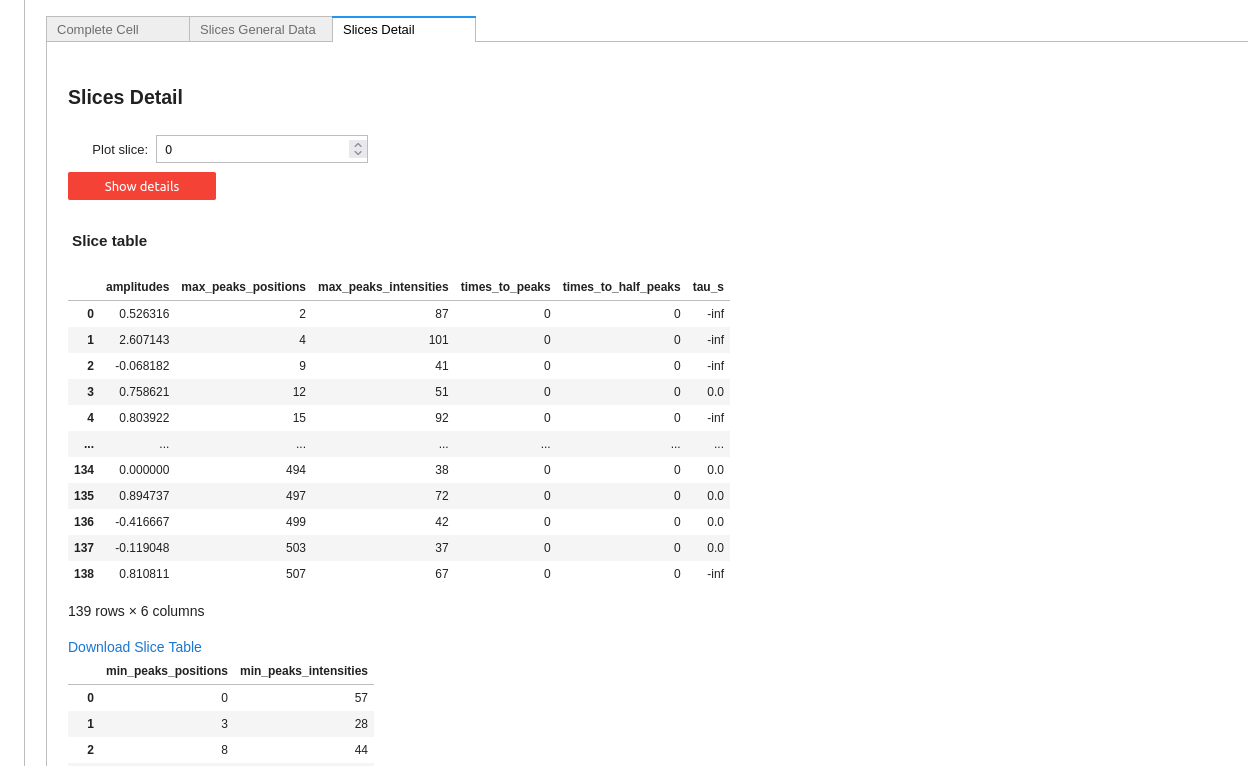 Complete Cell Slices General Data Slices Detail
Slices Detail
Plot slice: 0
Show details
Slice table
amplitudes max_peaks_positions max_peaks_intensities times_to_peaks times_to_half_peaks tau_s
0 0.526316 2 87 0 0 -inf
1 2.607143 4 101 0 0 -inf
2 -0.068182 9 41 0 0 -inf
3 0.758621 12 51 0 0 0.0
4 0.803922 15 92 0 0 -inf
... ... ... ... ... ... ...
134 0.000000 494 38 0 0 0.0
135 0.894737 497 72 0 0 0.0
136 -0.416667 499 42 0 0 0.0
137 -0.119048 503 37 0 0 0.0
138 0.810811 507 67 0 0 -inf
139 rows × 6 columns
Download Slice Table
min_peaks_positions min_peaks_intensities
0 0 57
1 3 28
2 8 44